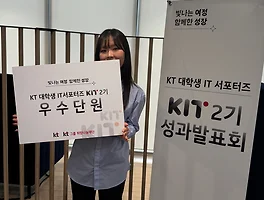 빛나는 여정 함께한 성장
KT 대학생 IT 서포터즈 KIT 2기
우수단원
kt kt 그룹 희망나눔재단
빛나는 여정
함께한 성장
KT 대학생 IT 서포터즈
KIT 2기
성과발표회